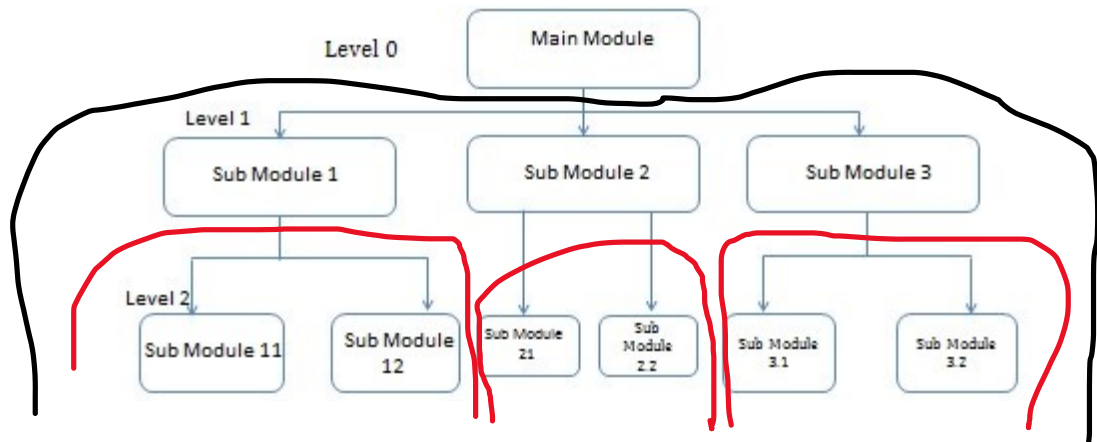 Main Module
Level 0
Level 1
Sub Module 1
Sub Module 2
Sub Module 3
Level 2
Sub Module 11
Sub Module
12
Sub Module
21
Sub
Module
2.2
Sub Module
3.1
Sub Module
3.2